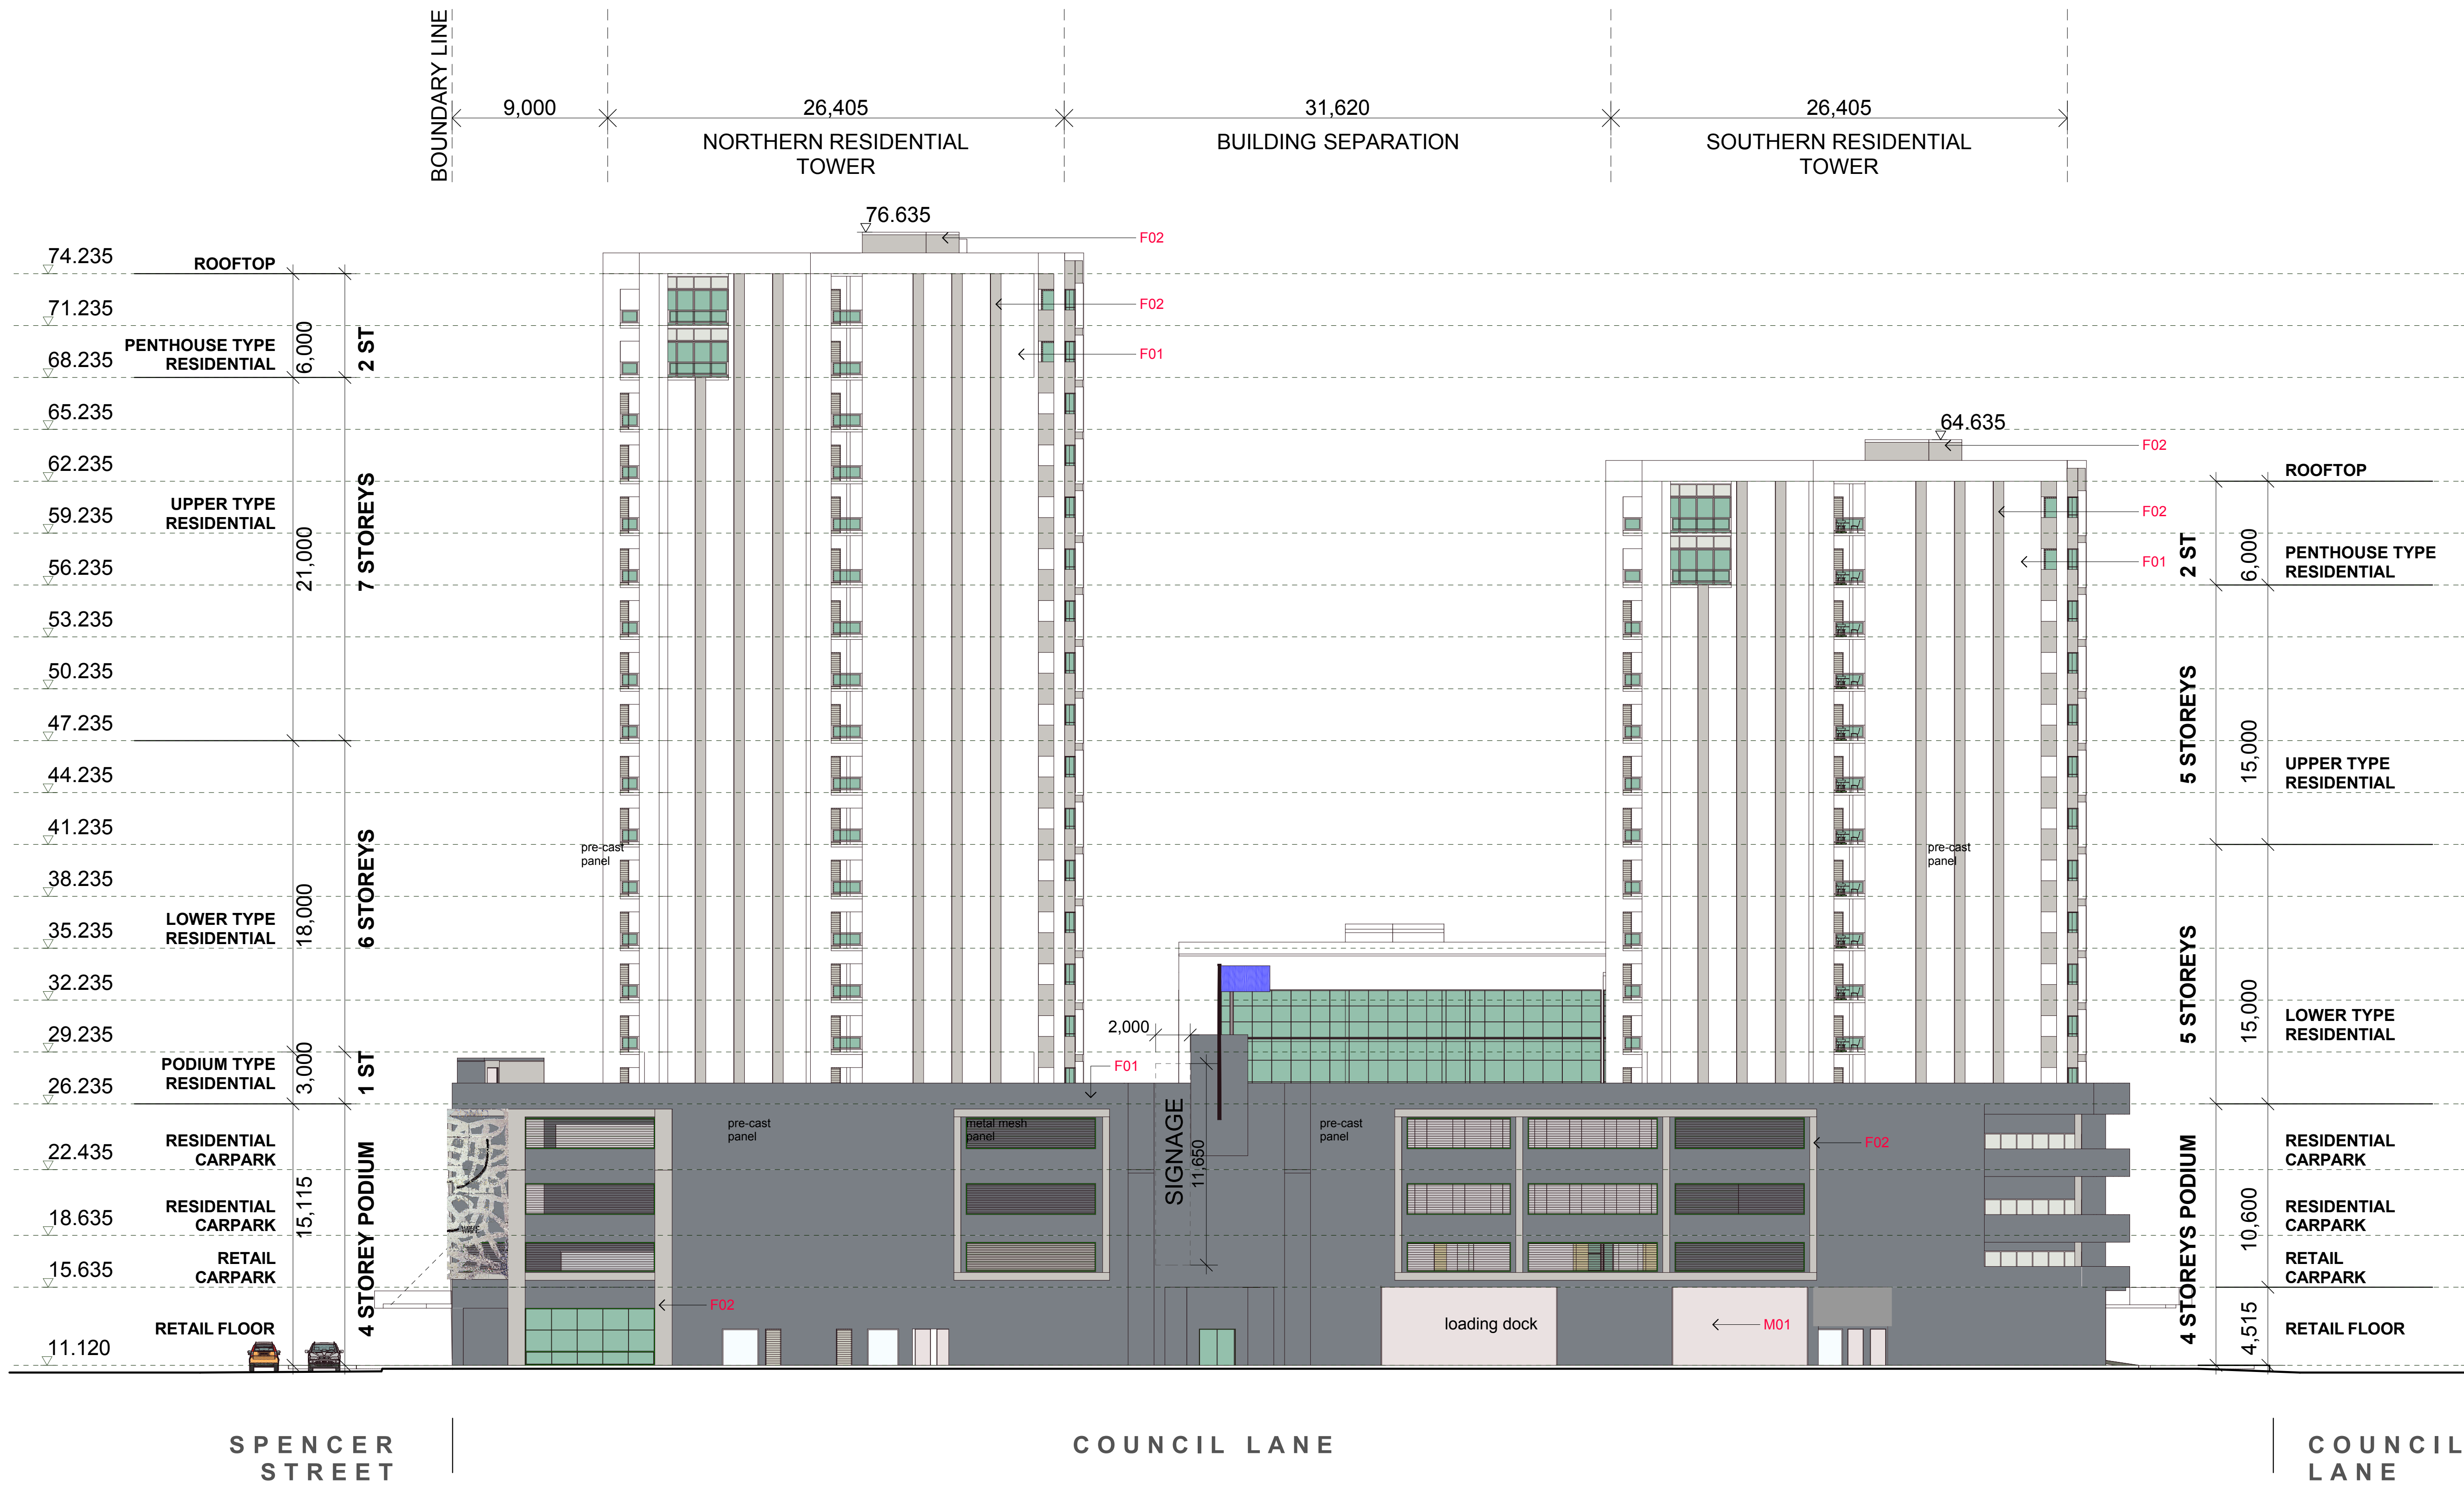 BOUNDARY LINE
9,000
26,405
31,620
26,405
NORTHERN RESIDENTIAL
TOWER
BUILDING SEPARATION
SOUTHERN RESIDENTIAL
TOWER
76.635
F02
74.235
ROOFTOP
71.235
F02
PENTHOUSE TYPE
RESIDENTIAL
6,000
2 ST
F01
68.235
65.235
64.635
F02
62.235
ROOFTOP
UPPER TYPE
RESIDENTIAL
59.235
F02
21,000
7 STOREYS
56.235
F01
2 ST
6,000
PENTHOUSE TYPE
RESIDENTIAL
53.235
50.235
47.235
5 STOREYS
15,000
UPPER TYPE
RESIDENTIAL
44.235
41.235
pre-cast
panel
pre-cast
panel
38.235
LOWER TYPE
RESIDENTIAL
18,000
6 STOREYS
35.235
32.235
5 STOREYS
15,000
LOWER TYPE
RESIDENTIAL
29.235
2,000
PODIUM TYPE
RESIDENTIAL
3,000
1 ST
F01
26.235
pre-cast
panel
metal mesh
panel
SIGNAGE
11,650
pre-cast
panel
F02
RESIDENTIAL
CARPARK
22.435
RESIDENTIAL
CARPARK
RESIDENTIAL
CARPARK
18.635
15,115
4 STOREY PODIUM
4 STOREYS PODIUM
10,600
RESIDENTIAL
CARPARK
RETAIL
CARPARK
15.635
RETAIL
CARPARK
F02
loading dock
M01
RETAIL FLOOR
11.120
4,515
RETAIL FLOOR
SPENCER
STREET
COUNCIL LANE
COUNCIL
LANE